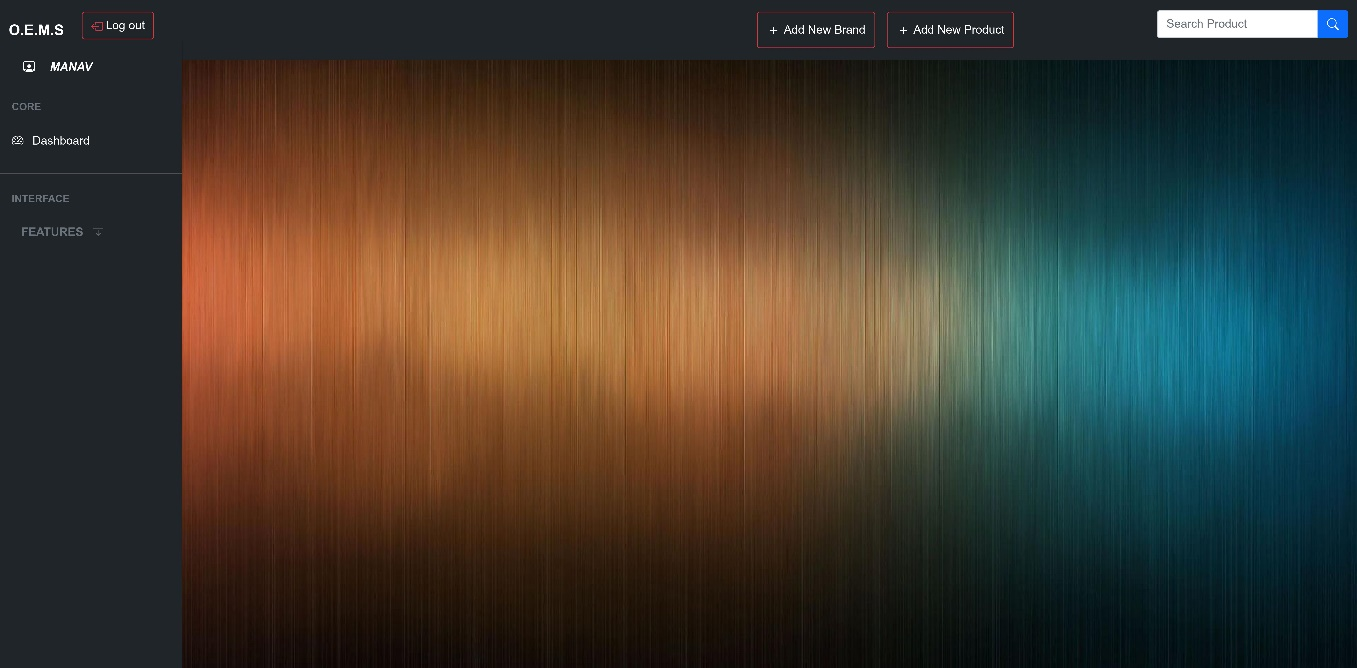 O.E.M.S
Log out
+ Add New Brand
+ Add New Product
Search Product
MANAV
CORE
Dashboard
INTERFACE
FEATURES